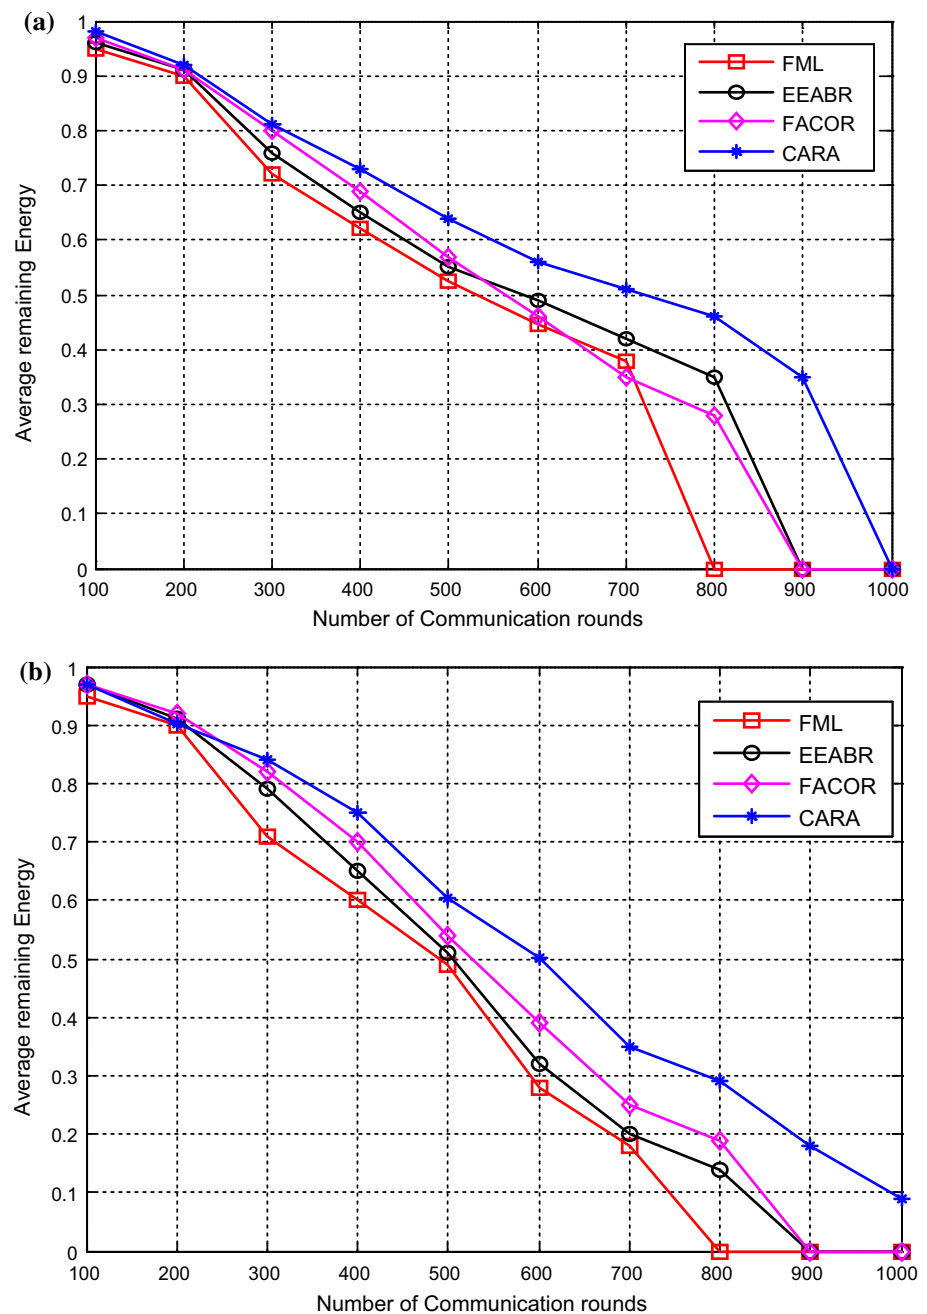 (a)
1
0.9
0.8
0.7
0.6
0.5
0.4
0.3
0.2
0.1
0
Average remaining Energy
FML
EEABR
FACOR
CARA
100 200 300 400 500 600 700 800 900 1000
Number of Communication rounds
(b)
1
0.9
0.8
0.7
0.6
0.5
0.4
0.3
0.2
0.1
0
Average remaining Energy
FML
EEABR
FACOR
CARA
100 200 300 400 500 600 700 800 900 1000
Number of Communication rounds